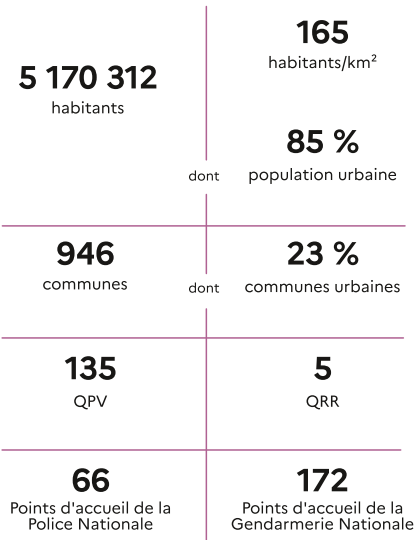 5 170 312
habitants
165
habitants/km²
dont
85 %
population urbaine
946
communes
dont
23 %
communes urbaines
135
QPV
5
QRR
66
Points d'accueil de la
Police Nationale
172
Points d'accueil de la
Gendarmerie Nationale